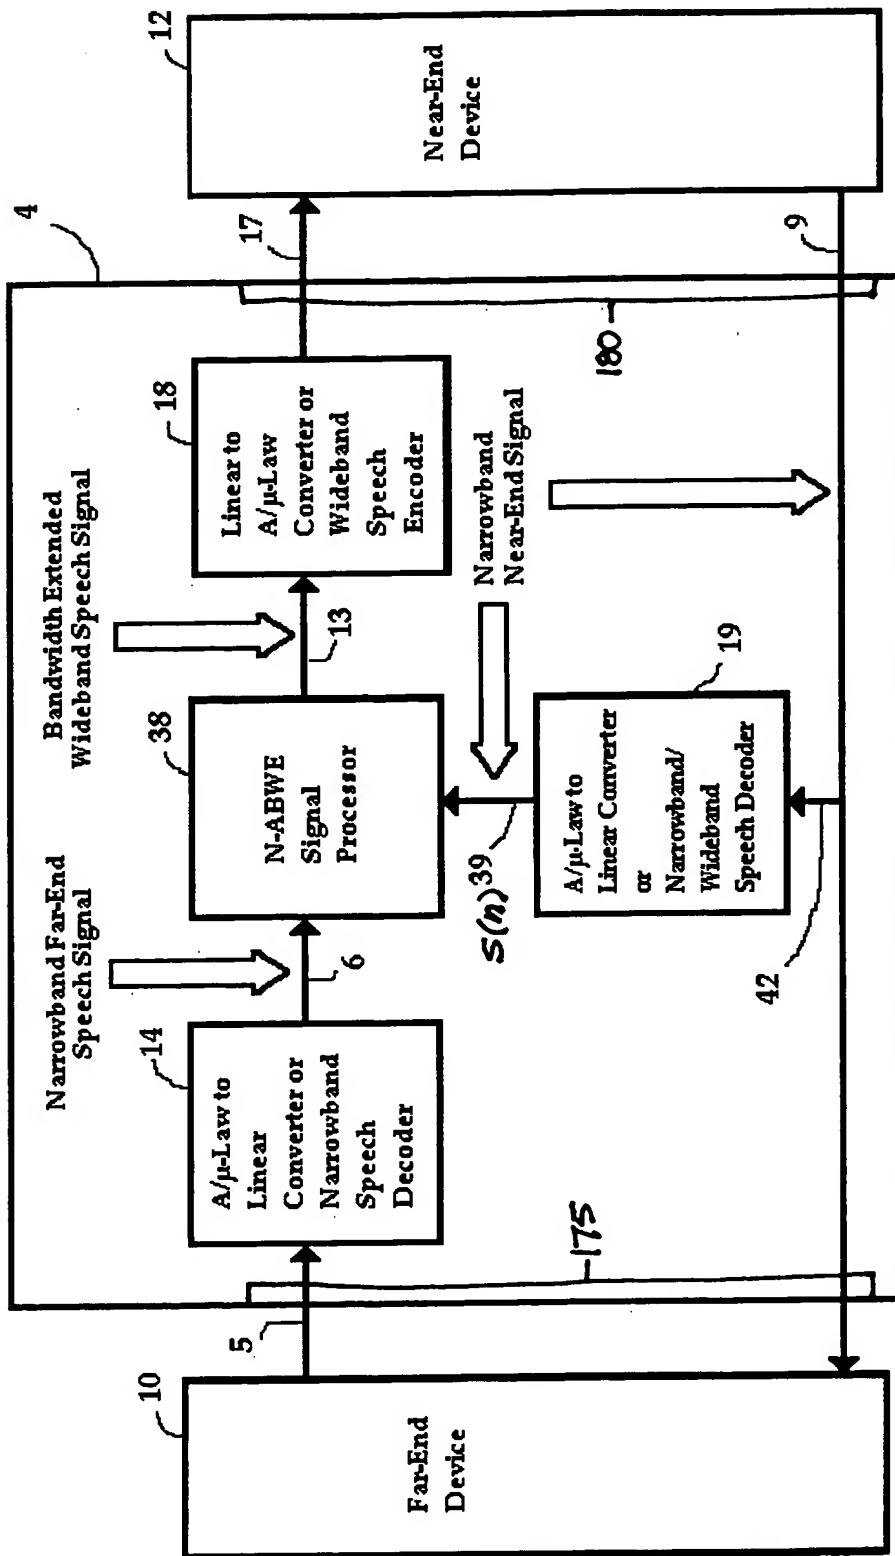 10
Far-End
Device
5
175
14
A/μ-Law to
Linear
Converter or
Narrowband
Speech
Decoder
Narrowband Far-End
Speech Signal
6
38
N-ABWE
Signal
Processor
S(n)
39
42
A/μ-Law to
Linear Converter
or
Narrowband/
Wideband
Speech Decoder
19
Bandwidth Extended
Wideband Speech Signal
13
Narrowband
Near-End Signal
18
Linear to
A/μ-Law
Converter or
Wideband
Speech
Encoder
4
180
17
9
12
Near-End
Device